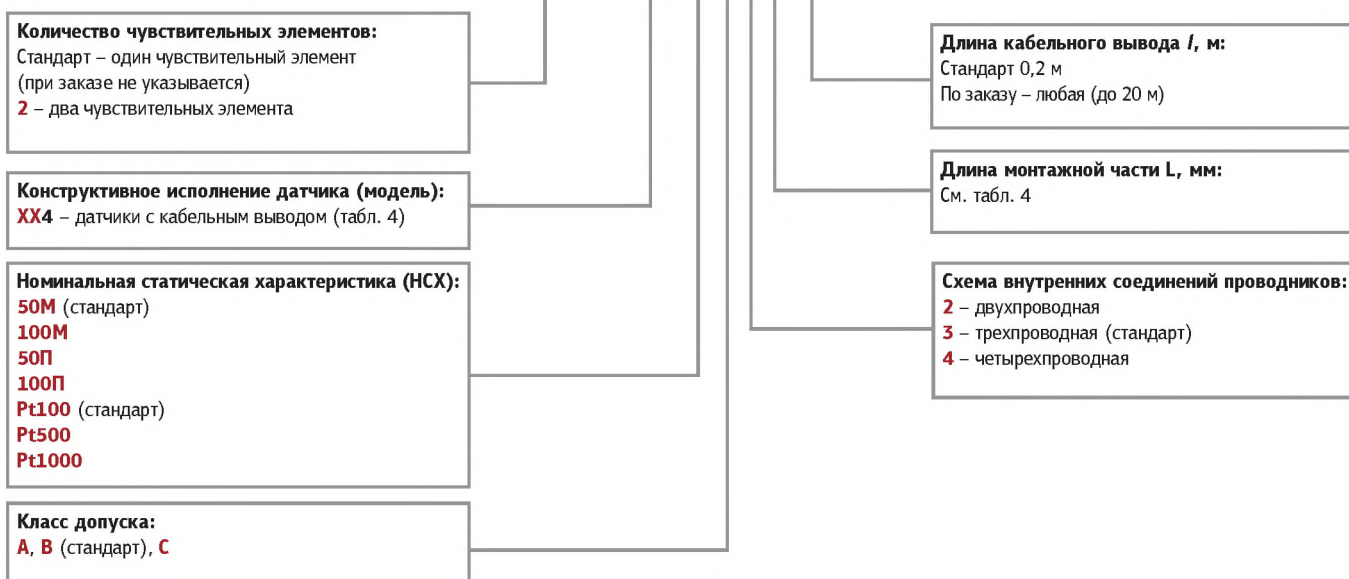 Количество чувствительных элементов:
Стандарт – один чувствительный элемент
(при заказе не указывается)
2 – два чувствительных элемента
Конструктивное исполнение датчика (модель):
XX4 – датчики с кабельным выводом (табл. 4)
Номинальная статическая характеристика (НСХ):
50М (стандарт)
100М
50П
100П
Pt100 (стандарт)
Pt500
Pt1000
Класс допуска:
A, B (стандарт), C
Длина кабельного вывода l, м:
Стандарт 0,2 м
По заказу – любая (до 20 м)
Длина монтажной части L, мм:
См. табл. 4
Схема внутренних соединений проводников:
2 – двухпроводная
3 – трехпроводная (стандарт)
4 – четырехпроводная